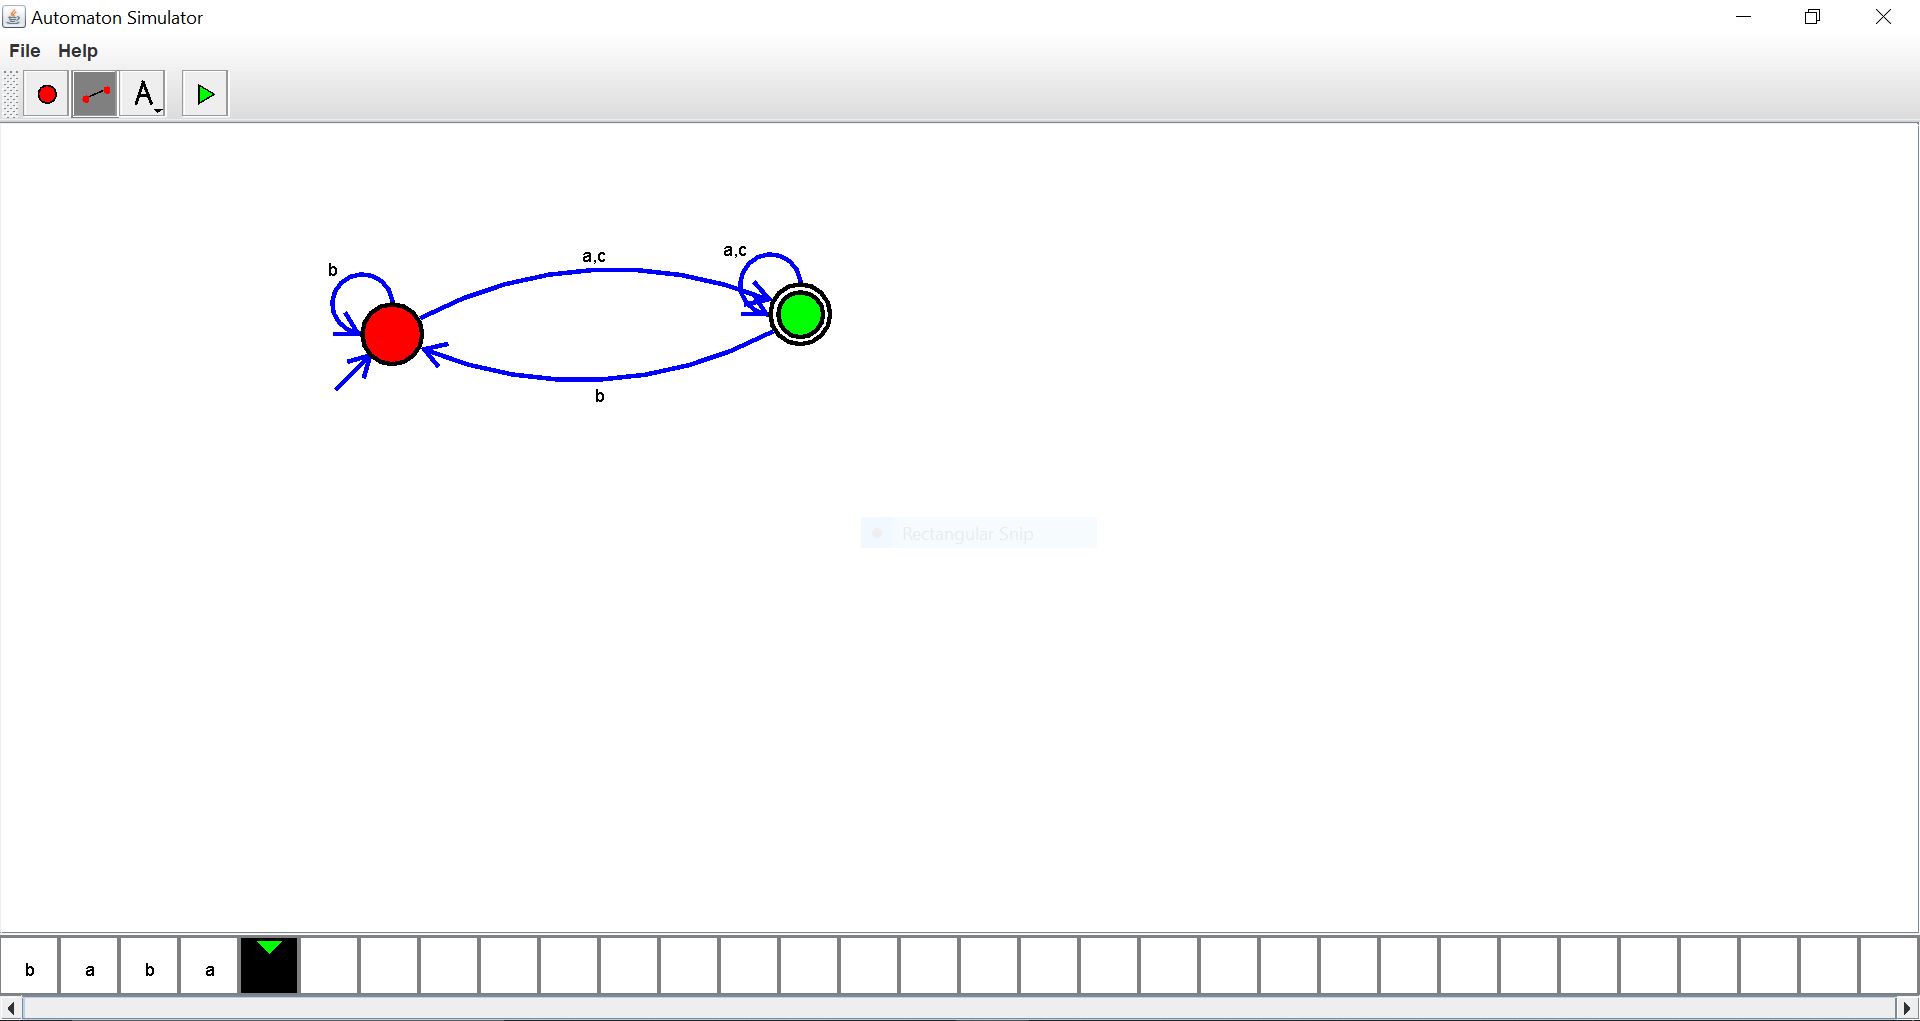 Automaton Simulator
File Help
A
a,c
a,c
b
b
Rectangular Snip
b a b a